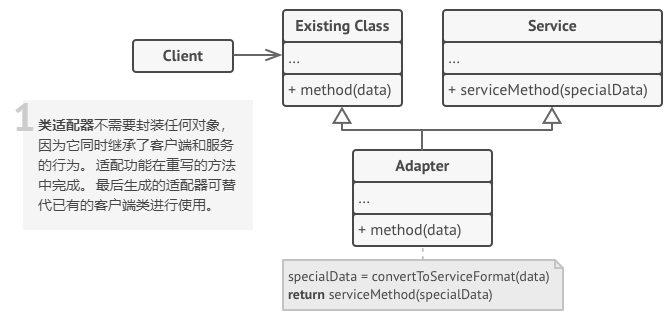 Client
Existing Class
...
+ method(data)
Service
...
+ serviceMethod(specialData)
1
类适配器不需要封装任何对象，
因为它同时继承了客户端和服务
的行为。适配功能在重写的方法
中完成。最后生成的适配器可替
代已有的客户端类进行使用。
Adapter
...
+ method(data)
specialData = convertToServiceFormat(data)
return serviceMethod(specialData)